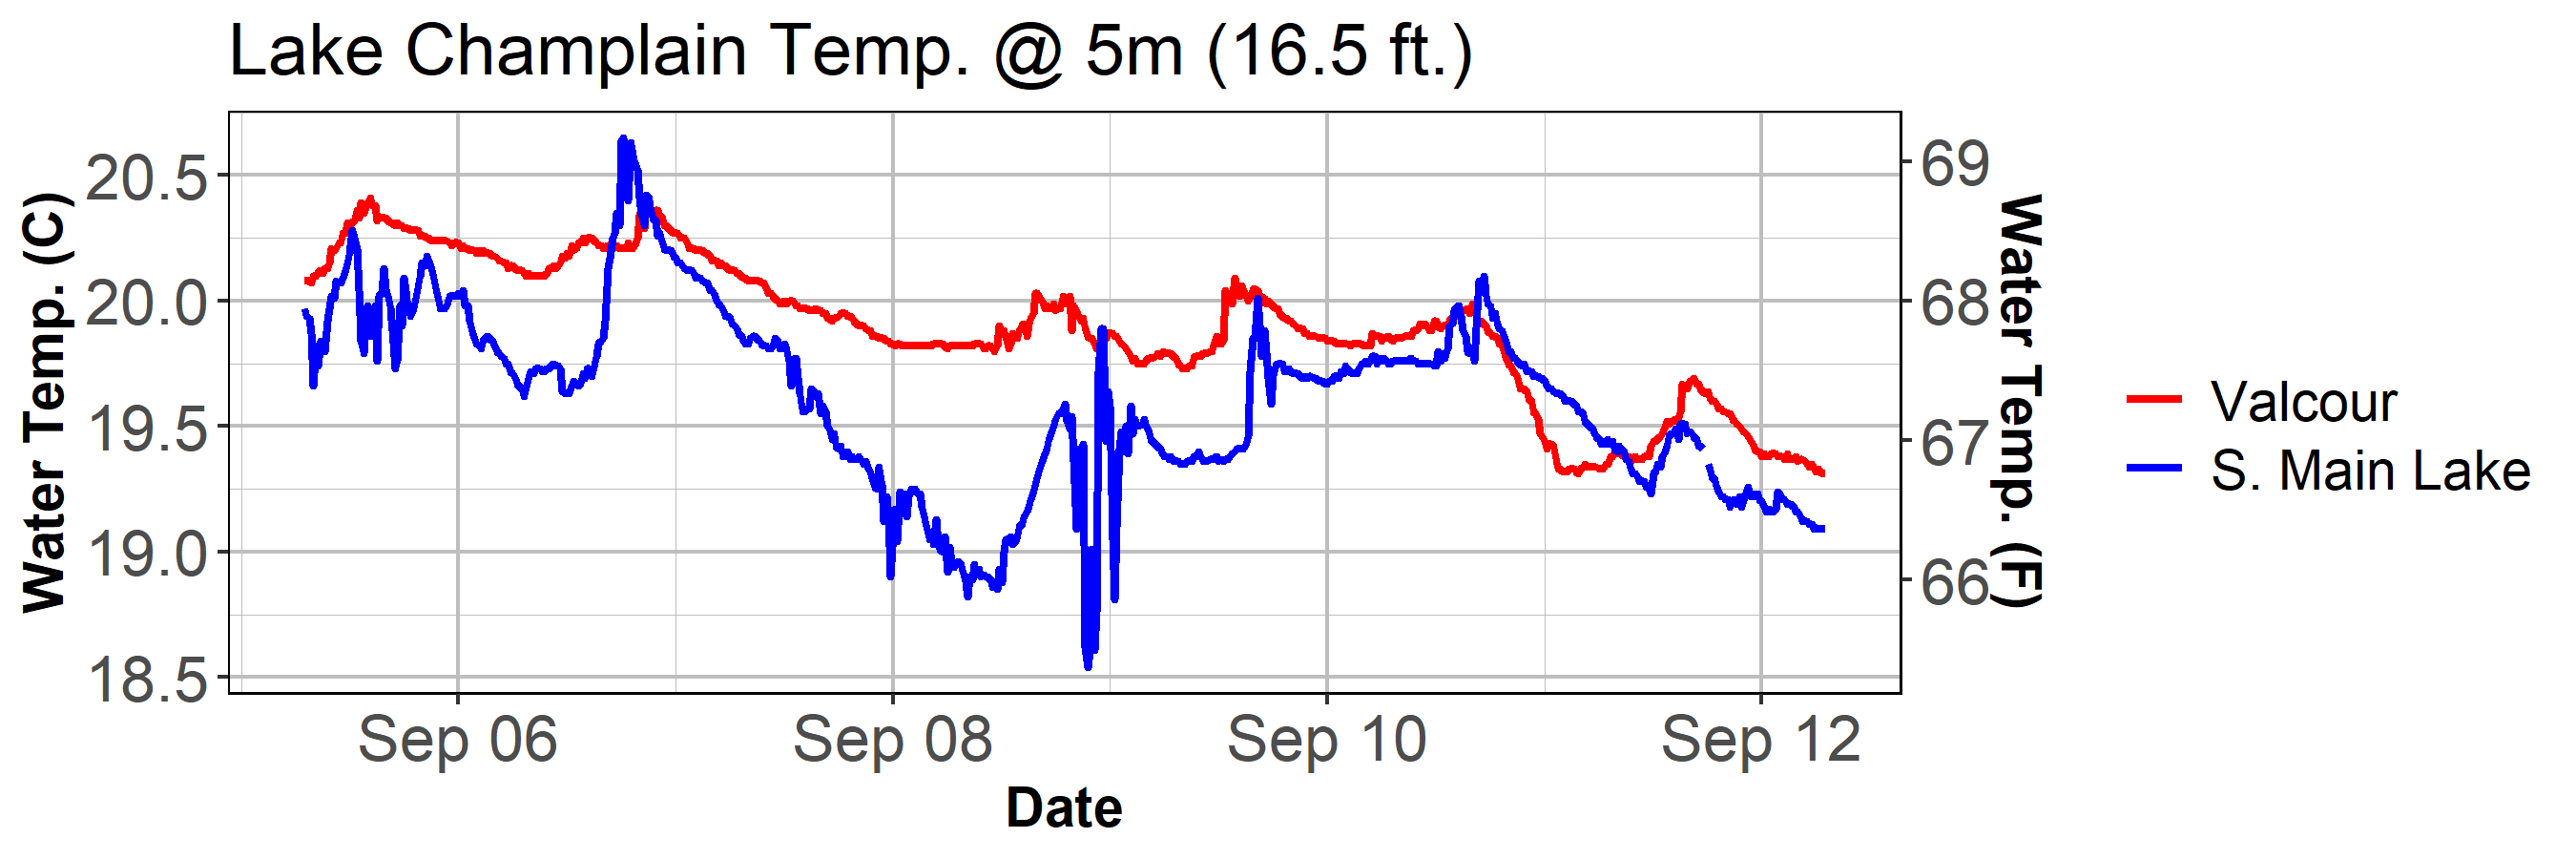 Lake Champlain Temp. @ 5m (16.5 ft.)
Water Temp. (C)
20.5
20.0
19.5
19.0
18.5
69
68
67
66
Water Temp. (F)
Sep 06
Sep 08
Sep 10
Sep 12
Date
Valcour
S. Main Lake